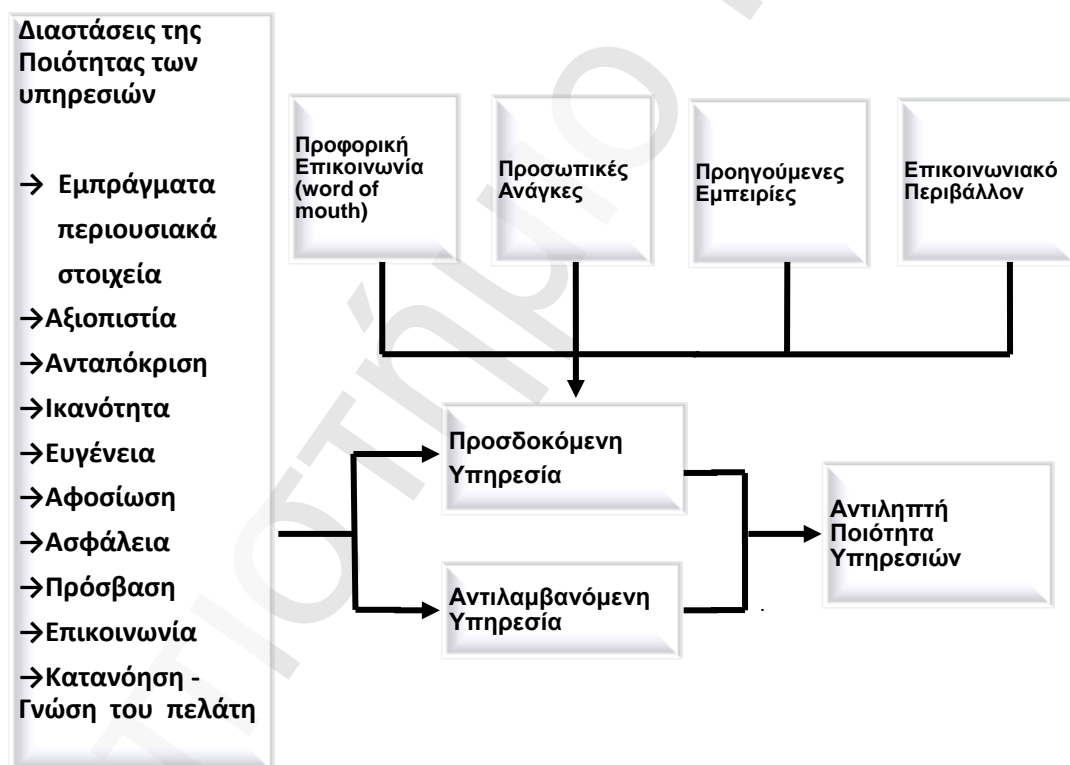 Διαστάσεις της
Ποιότητας των
υπηρεσιών
→ Εμπράγματα
περιουσιακά
στοιχεία
→Αξιοπιστία
→Ανταπόκριση
→Ικανότητα
→Ευγένεια
→Αφοσίωση
→Ασφάλεια
→Πρόσβαση
→Επικοινωνία
→Κατανόηση -
Γνώση του πελάτη
Προφορική
Επικοινωνία
(word of
mouth)
Προσωπικές
Ανάγκες
Προηγούμενες
Εμπειρίες
Επικοινωνιακό
Περιβάλλον
Προσδοκόμενη
Υπηρεσία
Αντιλαμβανόμενη
Υπηρεσία
Αντιληπτή
Ποιότητα
Υπηρεσιών